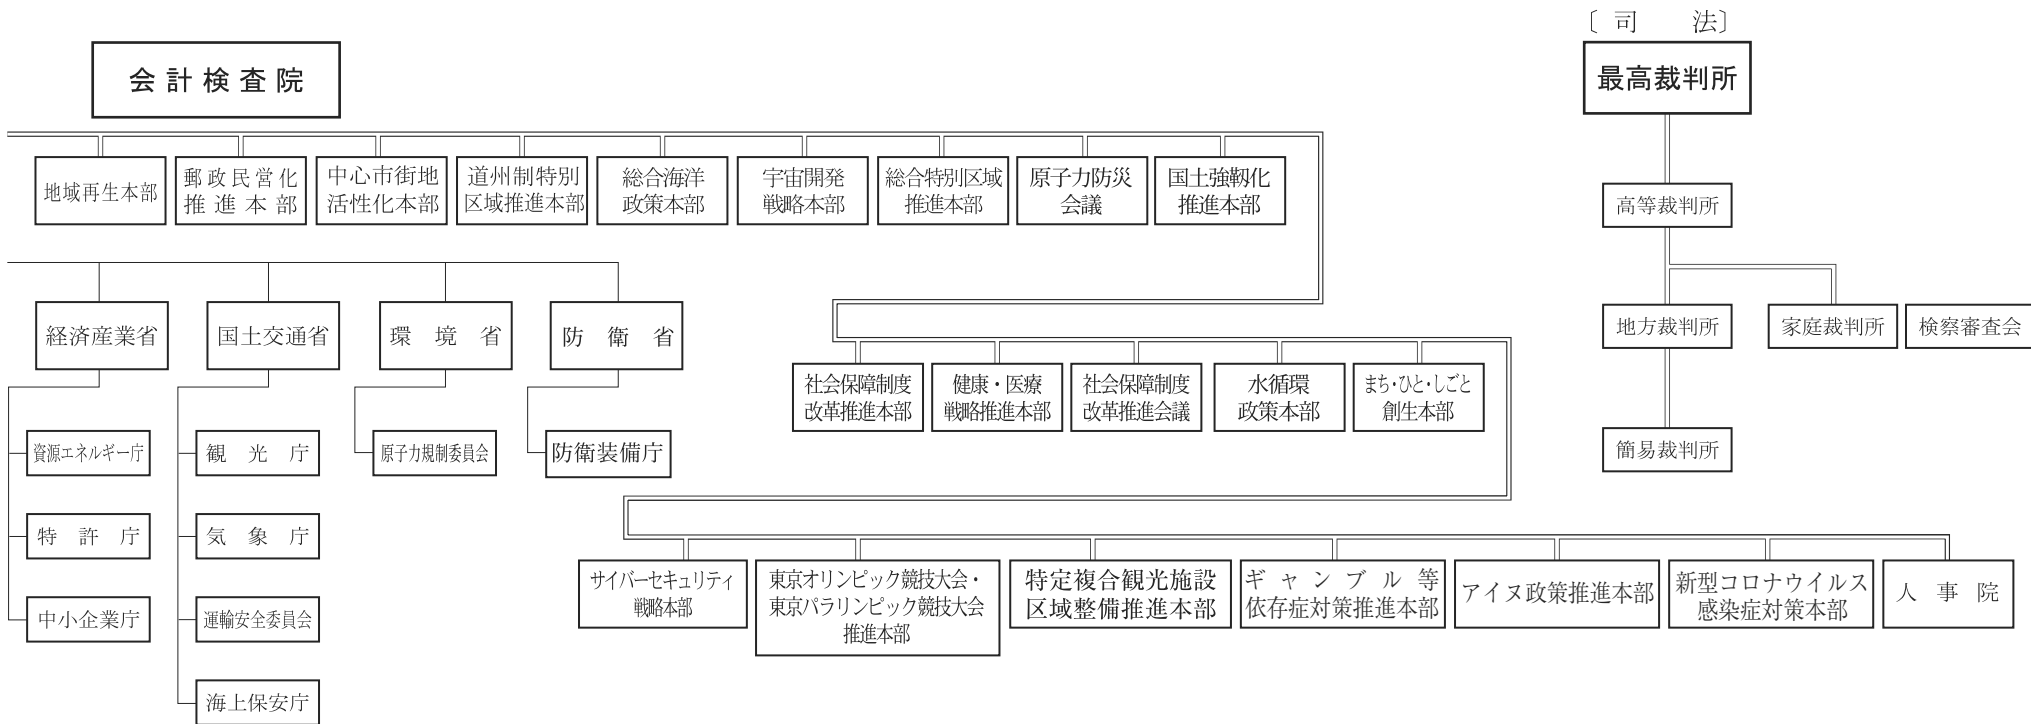 〔司　　法〕
会計検査院
最高裁判所
地域再生本部
郵政民営化
推進本部
中心市街地
活性化本部
道州制特別
区域推進本部
総合海洋
政策本部
宇宙開発
戦略本部
総合特別区域
推進本部
原子力防災
会議
国土強靱化
推進本部
高等裁判所
経済産業省
国土交通省
環境省
防衛省
地方裁判所
家庭裁判所
検察審査会
社会保障制度
改革推進本部
健康・医療
戦略推進本部
社会保障制度
改革推進会議
水循環
政策本部
まち・ひと・しごと
創生本部
資源エネルギー庁
観光庁
原子力規制委員会
防衛装備庁
簡易裁判所
特許庁
気象庁
サイバーセキュリティ
戦略本部
東京オリンピック競技大会・
東京パラリンピック競技大会
推進本部
特定複合観光施設
区域整備推進本部
ギャンブル等
依存症対策推進本部
アイヌ政策推進本部
新型コロナウイルス
感染症対策本部
人事院
中小企業庁
運輸安全委員会
海上保安庁